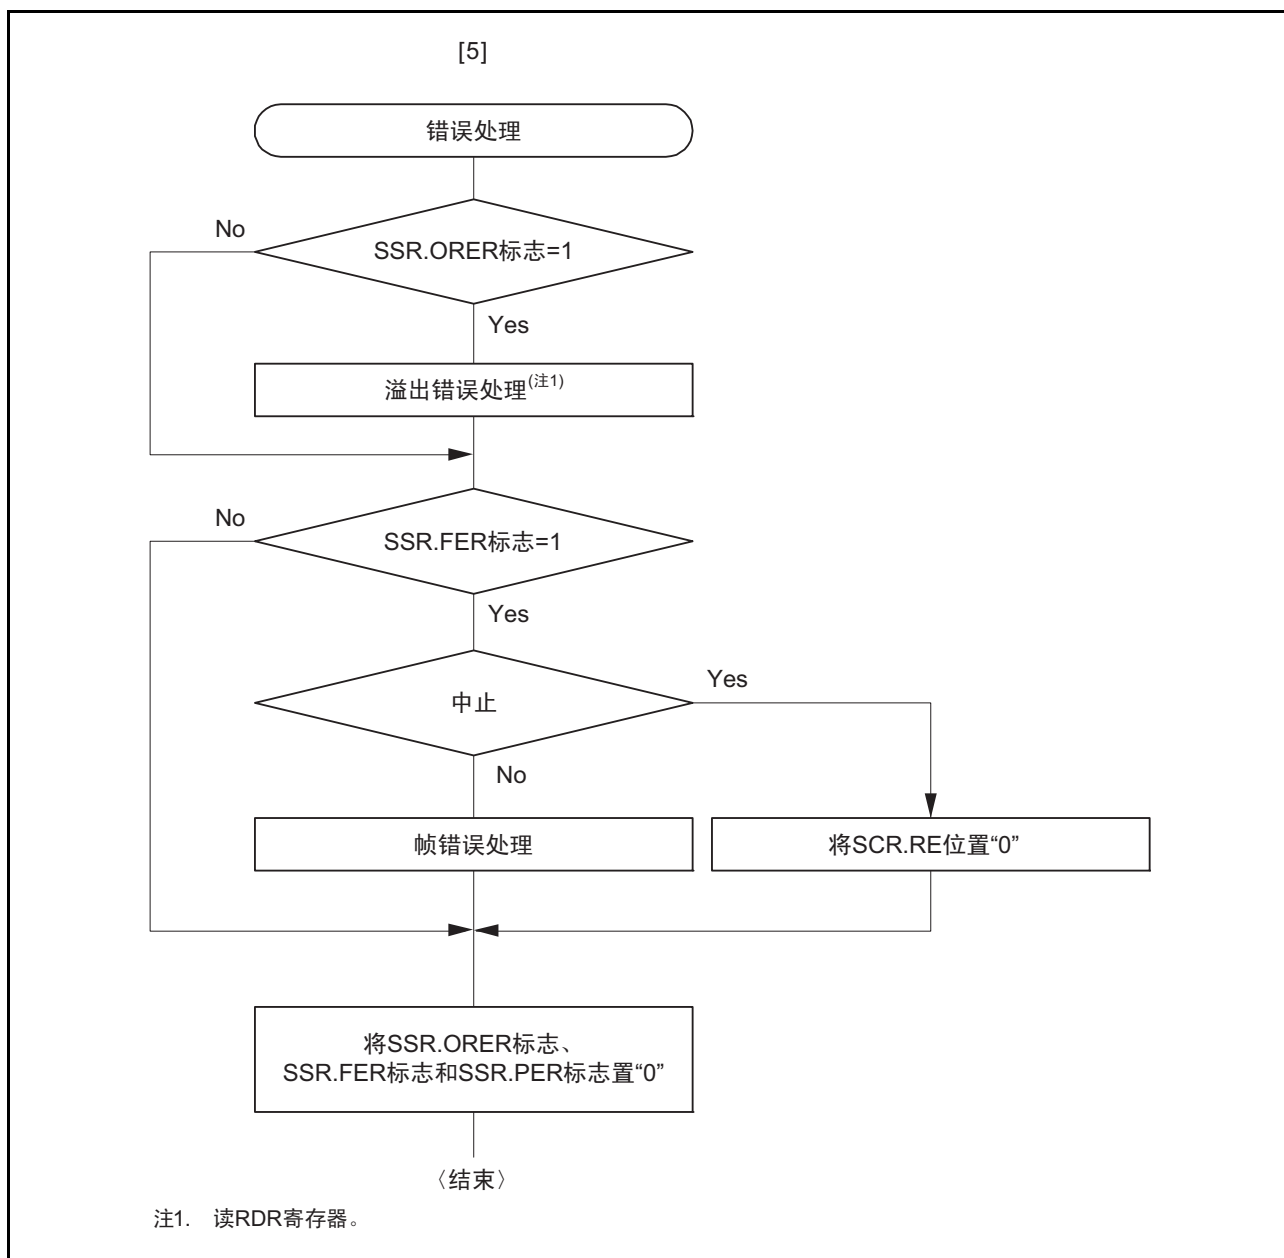 [5]
错误处理
No
SSR.ORER标志=1
Yes
溢出错误处理(注1)
No
SSR.FER标志=1
Yes
中止
Yes
No
帧错误处理
将SCR.RE位置“0”
将SSR.ORER标志、
SSR.FER标志和SSR.PER标志置“0”
〈结束〉
注1. 读RDR寄存器。